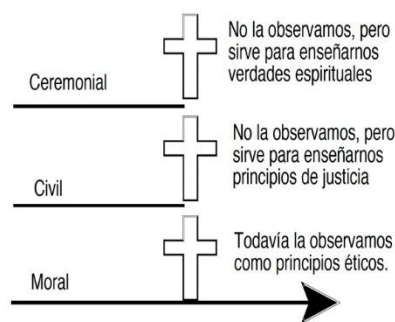 No la observamos, pero
sirve para enseñarnos
verdades espirituales
Ceremonial
No la observamos, pero
sirve para enseñarnos
principios de justicia
Civil
Todavía la observamos
como principios éticos.
Moral